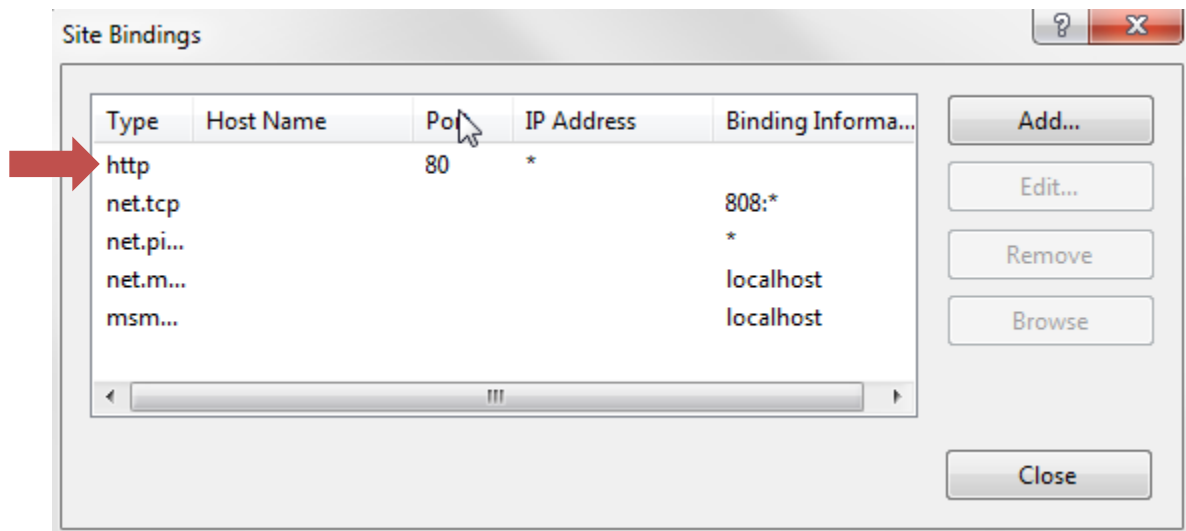 Site Bindings
Type Host Name Port IP Address Binding Informa... Add...
http 80 *
Edit...
net.tcp 808:*
net.pi... *
Remove
net.m... localhost
msm... localhost Browse
Close